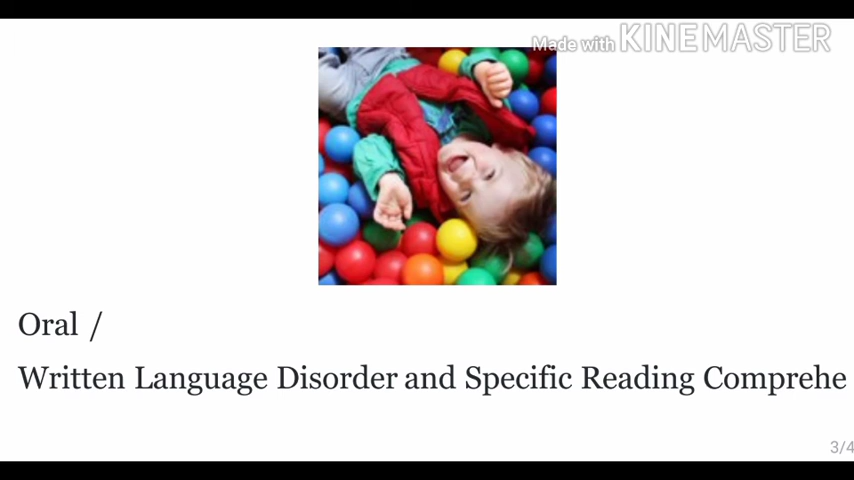 Made with KINEMASTER
Oral /
Written Language Disorder and Specific Reading Comprehe
3/4